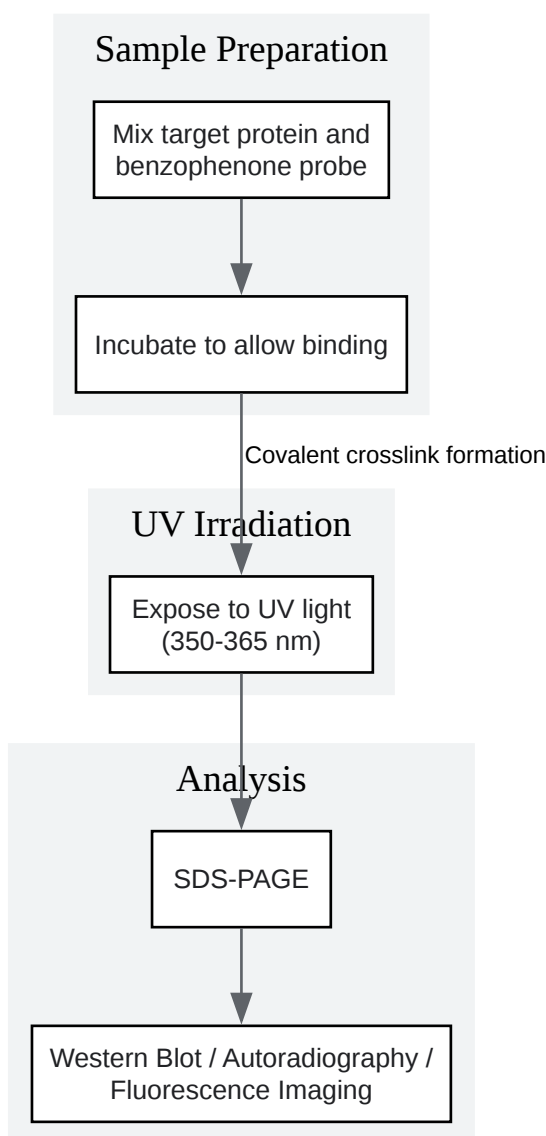 Sample Preparation
Mix target protein and
benzophenone probe
Incubate to allow binding
Covalent crosslink formation
UV Irradiation
Expose to UV light
(350-365 nm)
Analysis
SDS-PAGE
Western Blot / Autoradiography /
Fluorescence Imaging